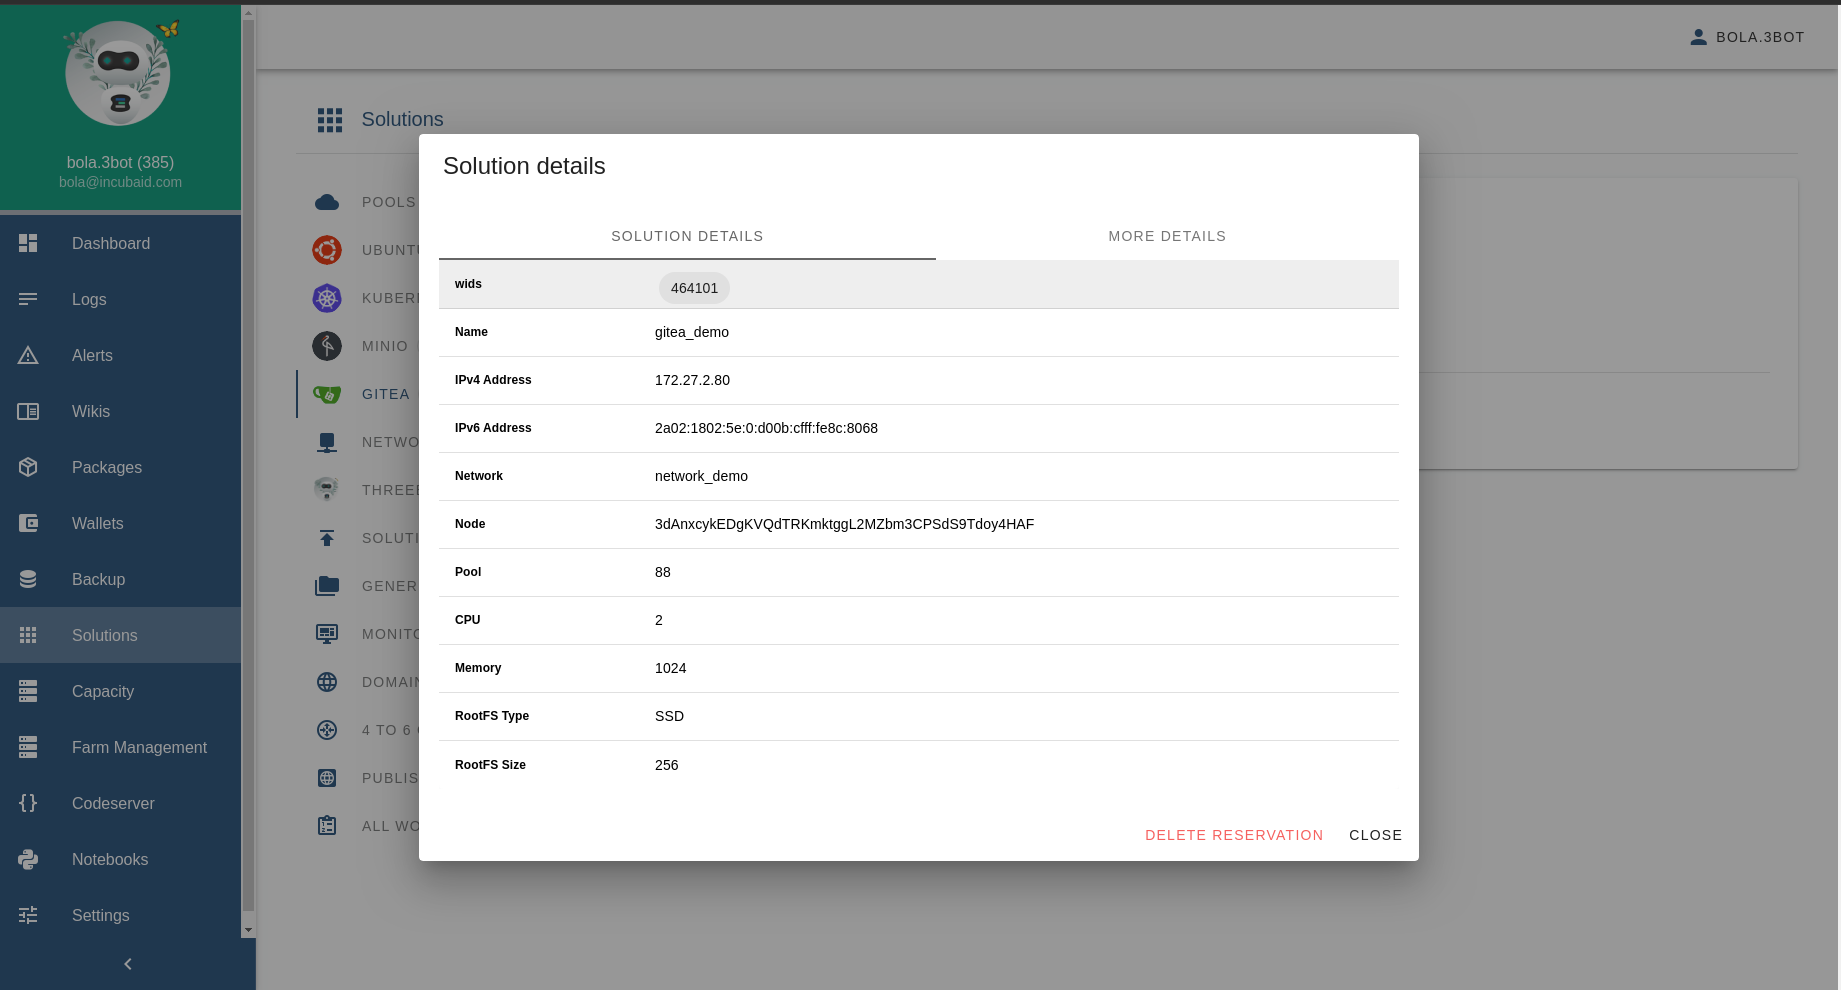 BOLA.3BOT
bola.3bot (385)
bola@incubaid.com
Dashboard
Logs
Alerts
Wikis
Packages
Wallets
Backup
Solutions
Capacity
Farm Management
Codeserver
Notebooks
Settings
Solutions
POOLS
UBUNTU
KUBERN
MINIO
GITEA
NETWO
THREE
SOLUTI
GENER
MONITO
DOMAIN
4 TO 6
PUBLIS
ALL WO
Solution details
SOLUTION DETAILS MORE DETAILS
wids 464101
Name gitea_demo
IPv4 Address 172.27.2.80
IPv6 Address 2a02:1802:5e:0:d00b:cfff:fe8c:8068
Network network_demo
Node 3dAnxcykEDgKVQdTRKmktggL2MZbm3CPSdS9Tdoy4HAF
Pool 88
CPU 2
Memory 1024
RootFS Type SSD
RootFS Size 256
DELETE RESERVATION CLOSE